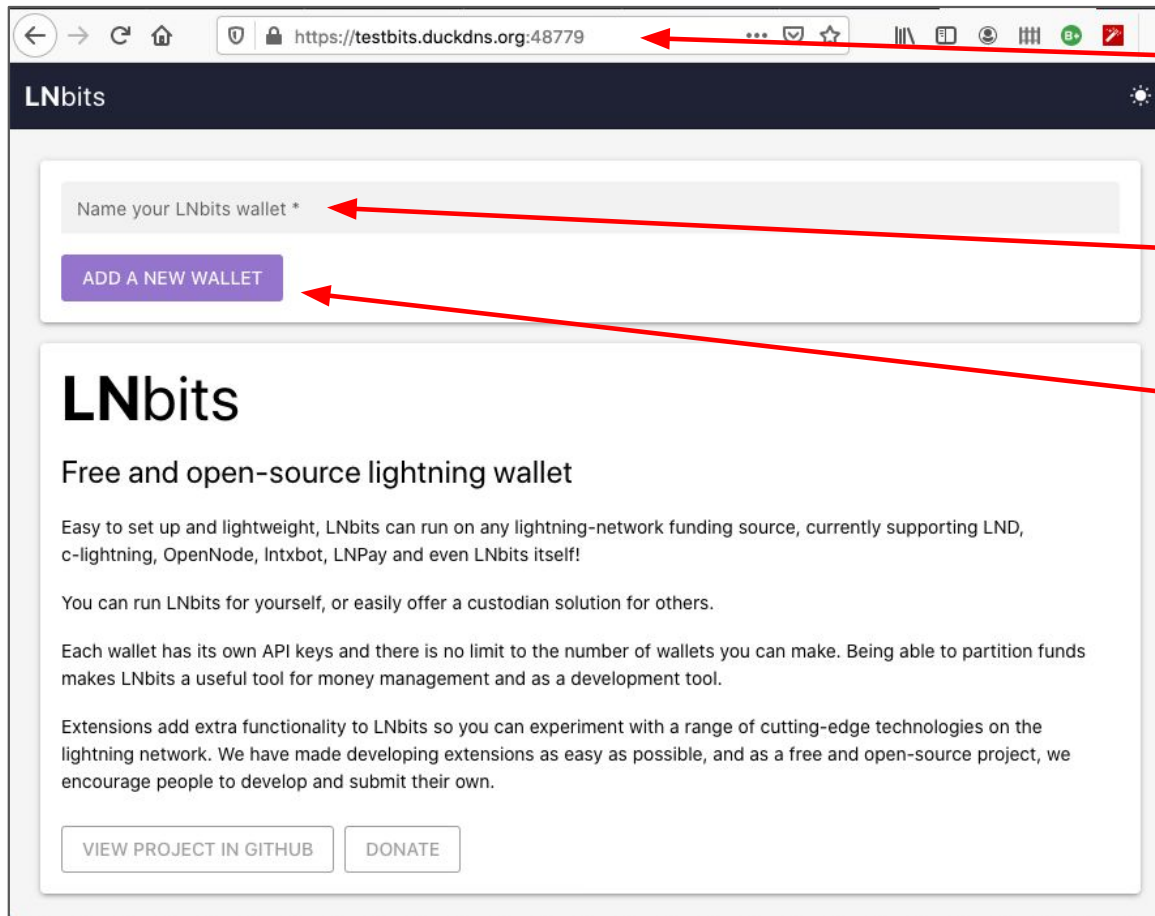 https://testbits.duckdns.org:48779
LNbits
Name your LNbits wallet *
ADD A NEW WALLET
LNbits
Free and open-source lightning wallet
Easy to set up and lightweight, LNbits can run on any lightning-network funding source, currently supporting LND,
c-lightning, OpenNode, lntxbot, LNPay and even LNbits itself!
You can run LNbits for yourself, or easily offer a custodian solution for others.
Each wallet has its own API keys and there is no limit to the number of wallets you can make. Being able to partition funds
makes LNbits a useful tool for money management and as a development tool.
Extensions add extra functionality to LNbits so you can experiment with a range of cutting-edge technologies on the
lightning network. We have made developing extensions as easy as possible, and as a free and open-source project, we
encourage people to develop and submit their own.
VIEW PROJECT IN GITHUB DONATE